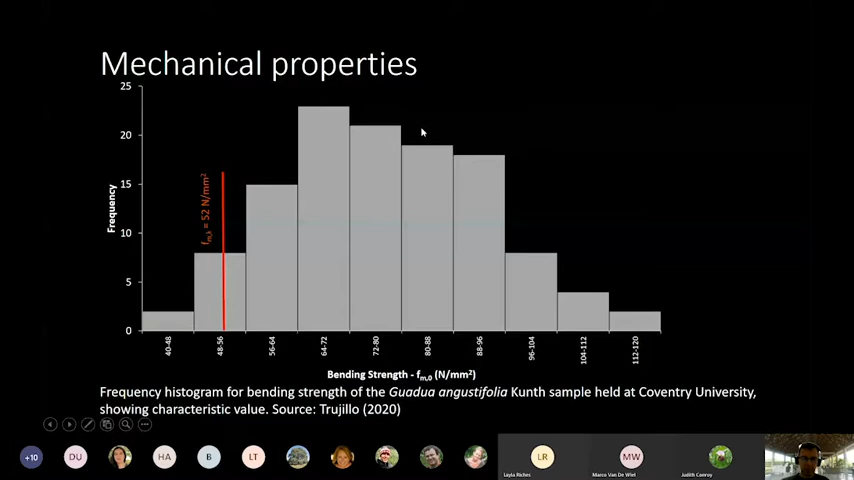 Mechanical properties
25
20
15
10
5
0
Frequency
fm,k = 52 N/mm²
40-48
48-56
56-64
64-72
72-80
80-88
88-96
96-104
104-112
112-120
Bending Strength - fm,0 (N/mm²)
Frequency histogram for bending strength of the Guadua angustifolia Kunth sample held at Coventry University,
showing characteristic value. Source: Trujillo (2020)
+10
DU
HA
B
LT
LR
MW
Layla Riches
Marco Van De Wiel
Judith Conroy